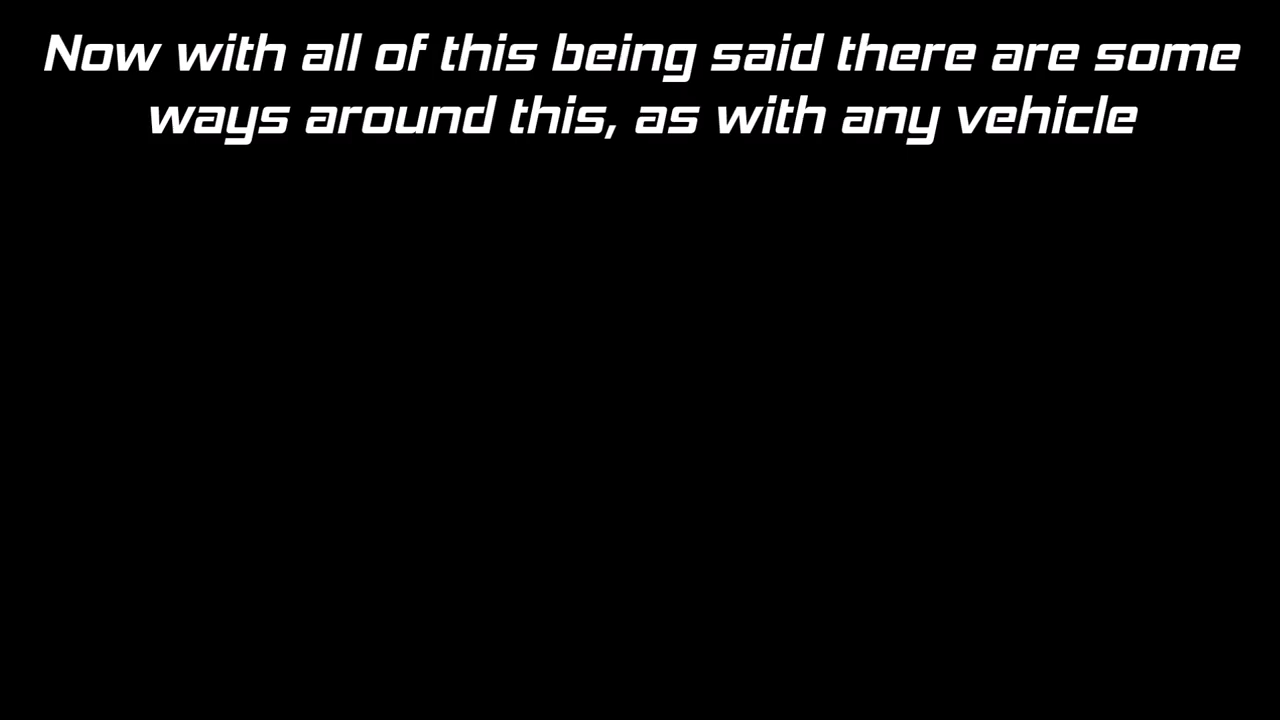 Now with all of this being said there are some
ways around this, as with any vehicle